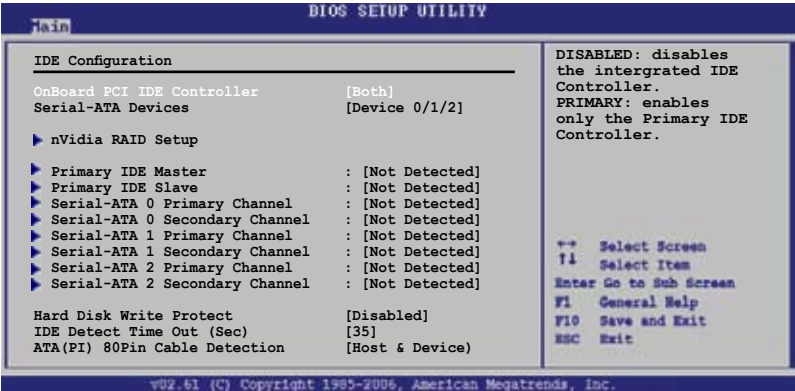 BIOS SETUP UTILITY
Main
IDE Configuration
OnBoard PCI IDE Controller [Both]
Serial-ATA Devices [Device 0/1/2]
nVidia RAID Setup
Primary IDE Master : [Not Detected]
Primary IDE Slave : [Not Detected]
Serial-ATA 0 Primary Channel : [Not Detected]
Serial-ATA 0 Secondary Channel : [Not Detected]
Serial-ATA 1 Primary Channel : [Not Detected]
Serial-ATA 1 Secondary Channel : [Not Detected]
Serial-ATA 2 Primary Channel : [Not Detected]
Serial-ATA 2 Secondary Channel : [Not Detected]
Hard Disk Write Protect [Disabled]
IDE Detect Time Out (Sec) [35]
ATA(PI) 80Pin Cable Detection [Host & Device)
DISABLED: disables
the intergrated IDE
Controller.
PRIMARY: enables
only the Primary IDE
Controller.
←→ Select Screen
↑↓ Select Item
Enter Go to Sub Screen
F1 General Help
F10 Save and Exit
ESC Exit
v02.61 (C) Copyright 1985-2006, American Megatrends, Inc.